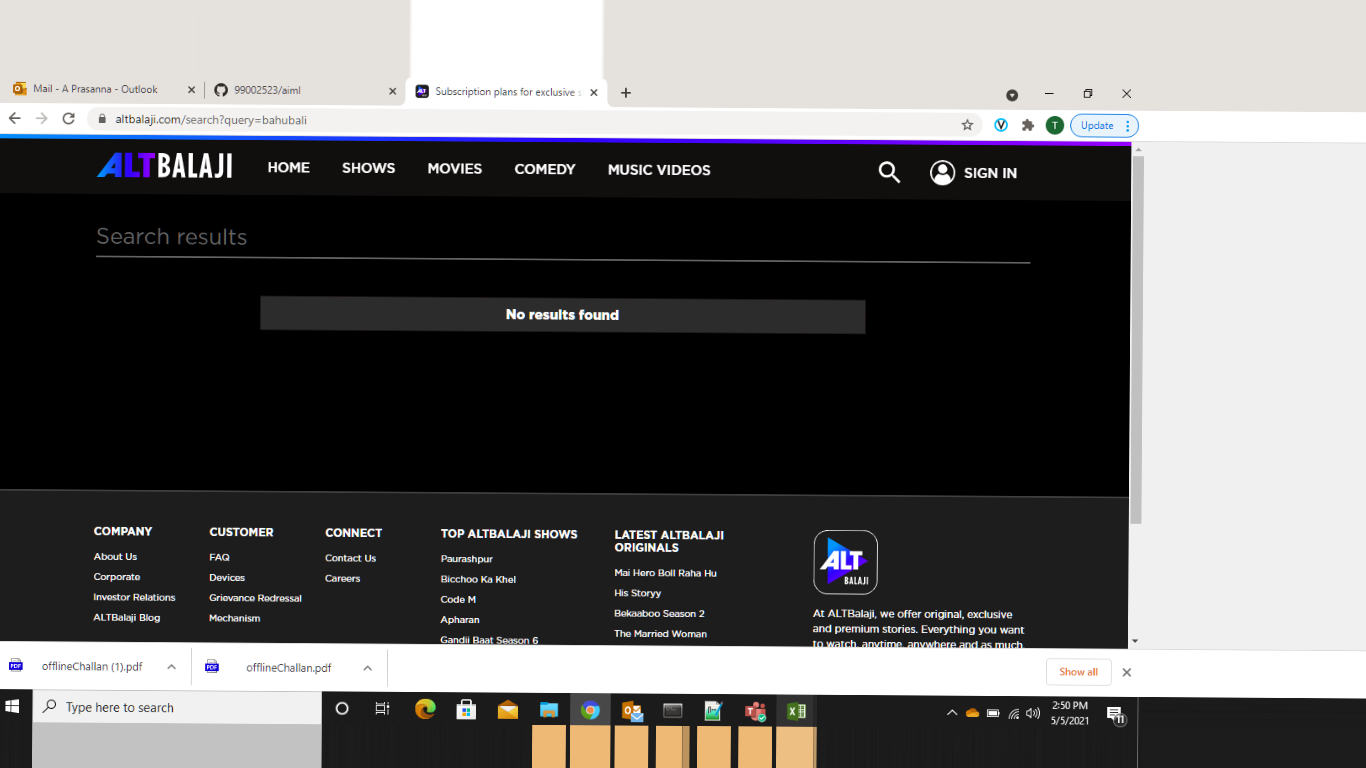 Mail - A Prasanna - Outlook
99002523/aiml
Subscription plans for exclusive s
altbalaji.com/search?query=bahubali
T
Update
ALTBALAJI
HOME
SHOWS
MOVIES
COMEDY
MUSIC VIDEOS
SIGN IN
Search results
No results found
COMPANY
About Us
Corporate
Investor Relations
ALTBalaji Blog
CUSTOMER
FAQ
Devices
Grievance Redressal
Mechanism
CONNECT
Contact Us
Careers
TOP ALTBALAJI SHOWS
Paurashpur
Bicchoo Ka Khel
Code M
Apharan
Gandii Baat Season 6
LATEST ALTBALAJI
ORIGINALS
Mai Hero Boll Raha Hu
His Storyy
Bekaaboo Season 2
The Married Woman
ALT
BALAJI
At ALTBalaji, we offer original, exclusive
and premium stories. Everything you want
to watch, anytime, anywhere and as much
PDF
offlineChallan (1).pdf
PDF
offlineChallan.pdf
Show all
Type here to search
2:50 PM
5/5/2021
11